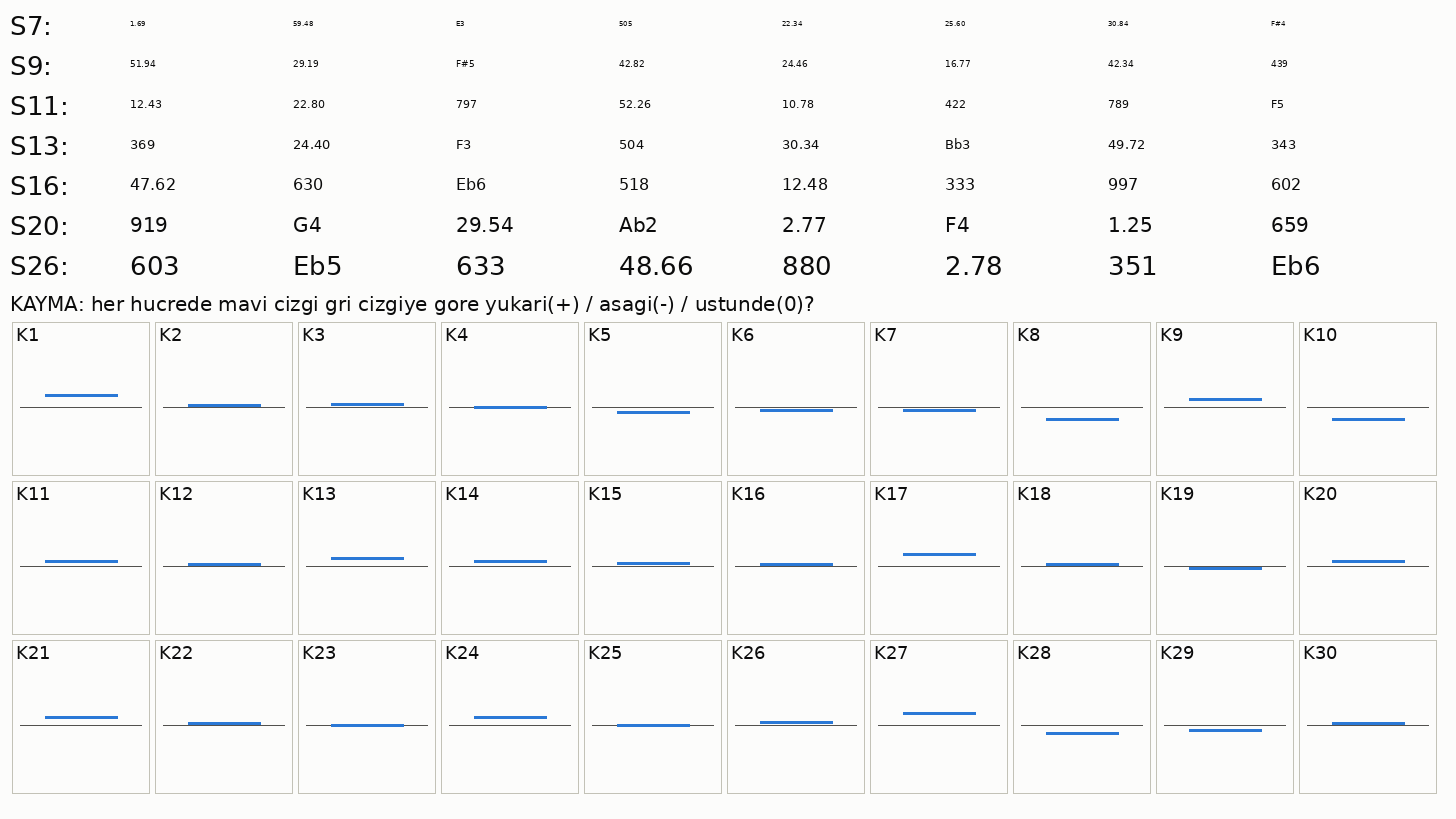 S7: 1.69 59.48 E3 505 22.34 25.60 30.84 F#4
S9: 51.94 29.19 F#5 42.82 24.46 16.77 42.34 439
S11: 12.43 22.80 797 52.26 10.78 422 789 F5
S13: 369 24.40 F3 504 30.34 Bb3 49.72 343
S16: 47.62 630 Eb6 518 12.48 333 997 602
S20: 919 G4 29.54 Ab2 2.77 F4 1.25 659
S26: 603 Eb5 633 48.66 880 2.78 351 Eb6
KAYMA: her hucrede mavi cizgi gri cizgiye gore yukari(+) / asagi(-) / ustunde(0)?
K1 K2 K3 K4 K5 K6 K7 K8 K9 K10
K11 K12 K13 K14 K15 K16 K17 K18 K19 K20
K21 K22 K23 K24 K25 K26 K27 K28 K29 K30